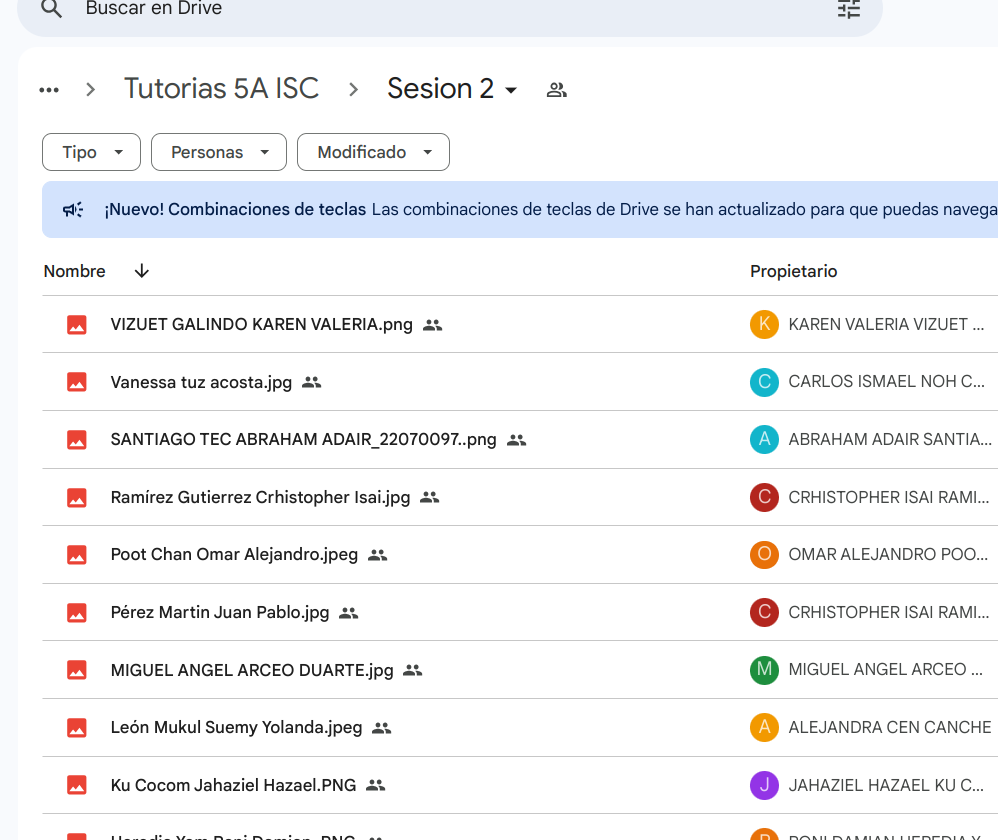 Buscar en Drive
Tutorias 5A ISC
Sesion 2
Tipo
Personas
Modificado
¡Nuevo! Combinaciones de teclas Las combinaciones de teclas de Drive se han actualizado para que puedas navega
Nombre
Propietario
VIZUET GALINDO KAREN VALERIA.png
K KAREN VALERIA VIZUET ...
Vanessa tuz acosta.jpg
C CARLOS ISMAEL NOH C...
SANTIAGO TEC ABRAHAM ADAIR_22070097..png
A ABRAHAM ADAIR SANTIA...
Ramírez Gutierrez Crhistopher Isai.jpg
C CRHISTOPHER ISAI RAMI...
Poot Chan Omar Alejandro.jpeg
O OMAR ALEJANDRO POO...
Pérez Martin Juan Pablo.jpg
C CRHISTOPHER ISAI RAMI...
MIGUEL ANGEL ARCEO DUARTE.jpg
M MIGUEL ANGEL ARCEO ...
León Mukul Suemy Yolanda.jpeg
A ALEJANDRA CEN CANCHE
Ku Cocom Jahaziel Hazael.PNG
J JAHAZIEL HAZAEL KU C...